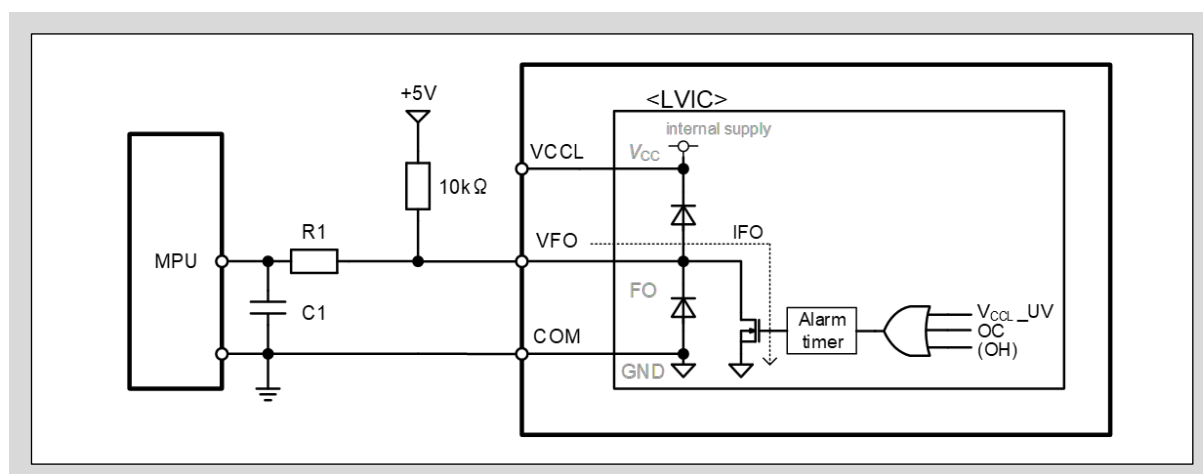 <LVIC>
+5V
internal supply
VCCL
VCC
10kΩ
R1
VFO
IFO
MPU
FO
C1
Alarm
timer
VCCL_UV
OC
(OH)
COM
GND